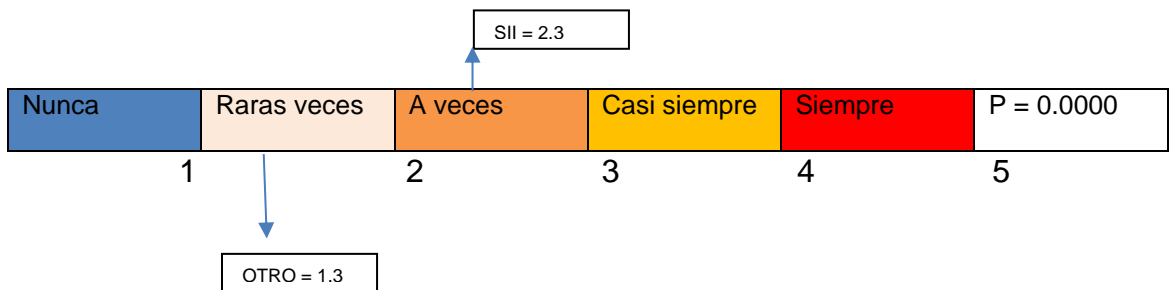 SII = 2.3
Nunca Raras veces A veces Casi siempre Siempre P = 0.0000
1 2 3 4 5
OTRO = 1.3